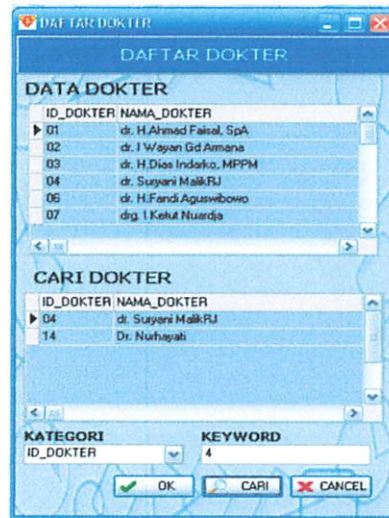 DAFTAR DOKTER
DAFTAR DOKTER
DATA DOKTER
ID_DOKTER NAMA_DOKTER
01 dr. H.Ahmad Faisal, SpA
02 dr. I Wayan Gd Armana
03 dr. H.Dias Indarko, MPPM
04 dr. Suryani MalikRJ
06 dr. H.Fandi Aguswibowo
07 drg. I.Ketut Nuardja
CARI DOKTER
ID_DOKTER NAMA_DOKTER
04 dr. Suryani MalikRJ
14 Dr. Nurhayati
KATEGORI KEYWORD
ID_DOKTER 4
OK CARI CANCEL